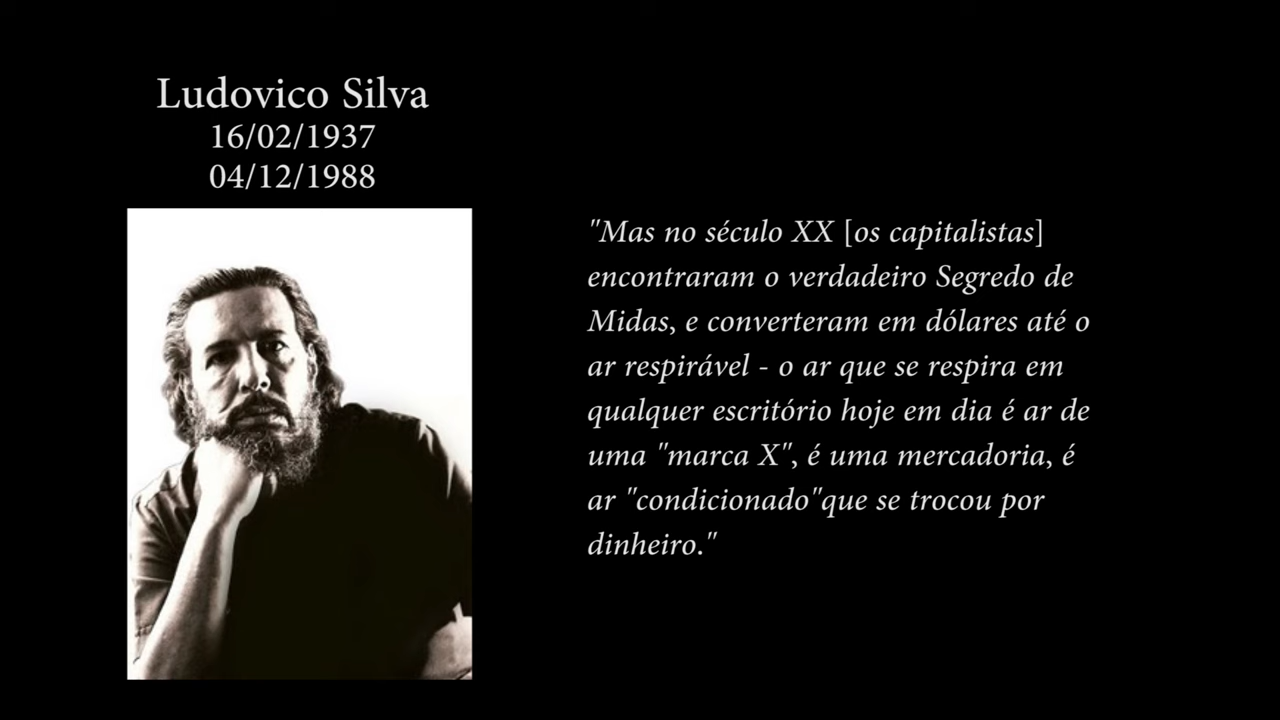 Ludovico Silva
16/02/1937
04/12/1988
"Mas no século XX [os capitalistas]
encontraram o verdadeiro Segredo de
Midas, e converteram em dólares até o
ar respirável - o ar que se respira em
qualquer escritório hoje em dia é ar de
uma "marca X", é uma mercadoria, é
ar "condicionado"que se trocou por
dinheiro."